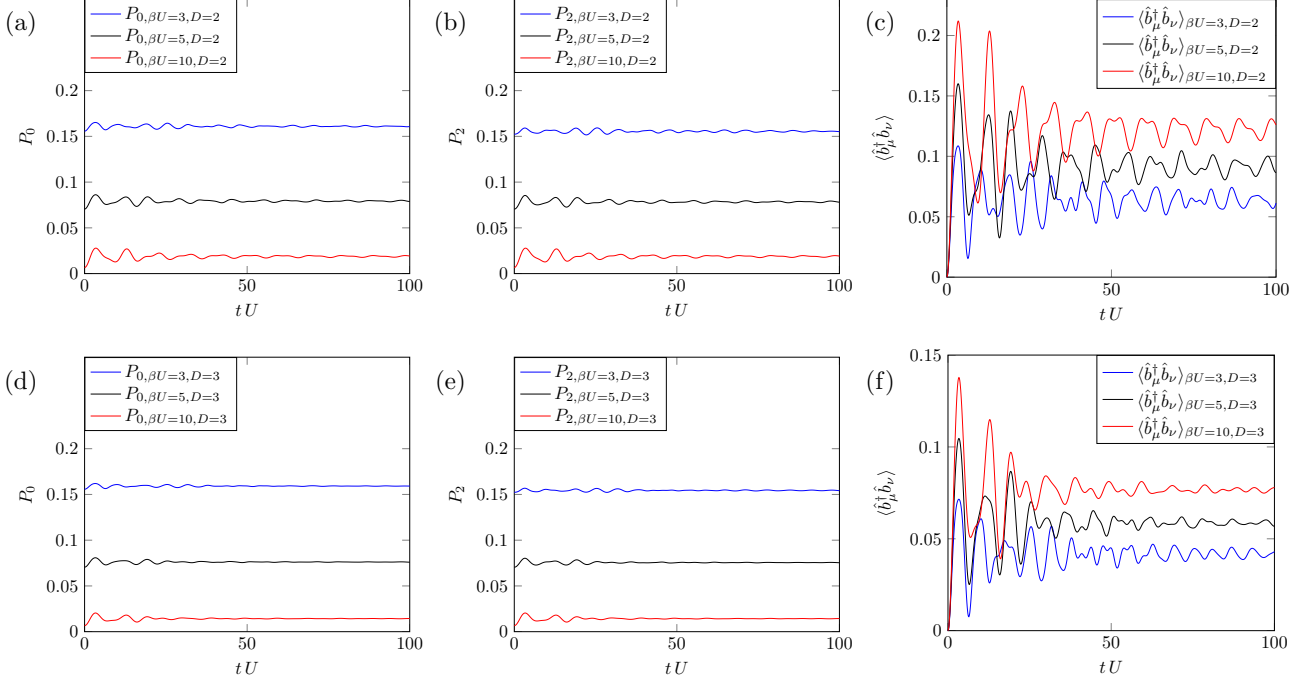 (a)
P_{0,βU=3,D=2}
P_{0,βU=5,D=2}
P_{0,βU=10,D=2}
0.2
0.15
0.1
0.05
0
P_0
0 50 100
t U
(b)
P_{2,βU=3,D=2}
P_{2,βU=5,D=2}
P_{2,βU=10,D=2}
0.2
0.15
0.1
0.05
0
P_2
0 50 100
t U
(c)
⟨b̂†_μ b̂_ν⟩_{βU=3,D=2}
⟨b̂†_μ b̂_ν⟩_{βU=5,D=2}
⟨b̂†_μ b̂_ν⟩_{βU=10,D=2}
0.2
0.15
0.1
0.05
0
⟨b̂†_μ b̂_ν⟩
0 50 100
t U
(d)
P_{0,βU=3,D=3}
P_{0,βU=5,D=3}
P_{0,βU=10,D=3}
0.2
0.15
0.1
0.05
0
P_0
0 50 100
t U
(e)
P_{2,βU=3,D=3}
P_{2,βU=5,D=3}
P_{2,βU=10,D=3}
0.2
0.15
0.1
0.05
0
P_2
0 50 100
t U
(f)
⟨b̂†_μ b̂_ν⟩_{βU=3,D=3}
⟨b̂†_μ b̂_ν⟩_{βU=5,D=3}
⟨b̂†_μ b̂_ν⟩_{βU=10,D=3}
0.15
0.1
0.05
0
⟨b̂†_μ b̂_ν⟩
0 50 100
t U